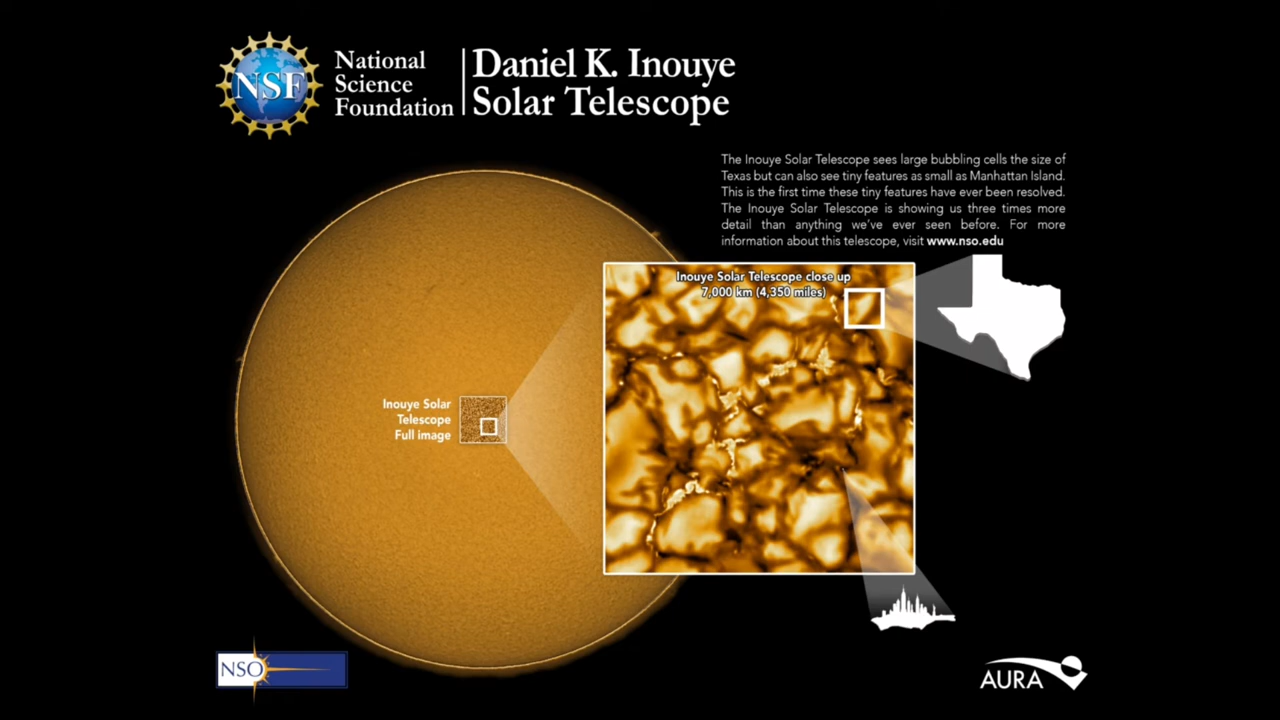 NSF
National
Science
Foundation
Daniel K. Inouye
Solar Telescope
The Inouye Solar Telescope sees large bubbling cells the size of
Texas but can also see tiny features as small as Manhattan Island.
This is the first time these tiny features have ever been resolved.
The Inouye Solar Telescope is showing us three times more
detail than anything we've ever seen before. For more
information about this telescope, visit www.nso.edu
Inouye Solar Telescope close up
7,000 km (4,350 miles)
Inouye Solar
Telescope
Full image
NSO
AURA